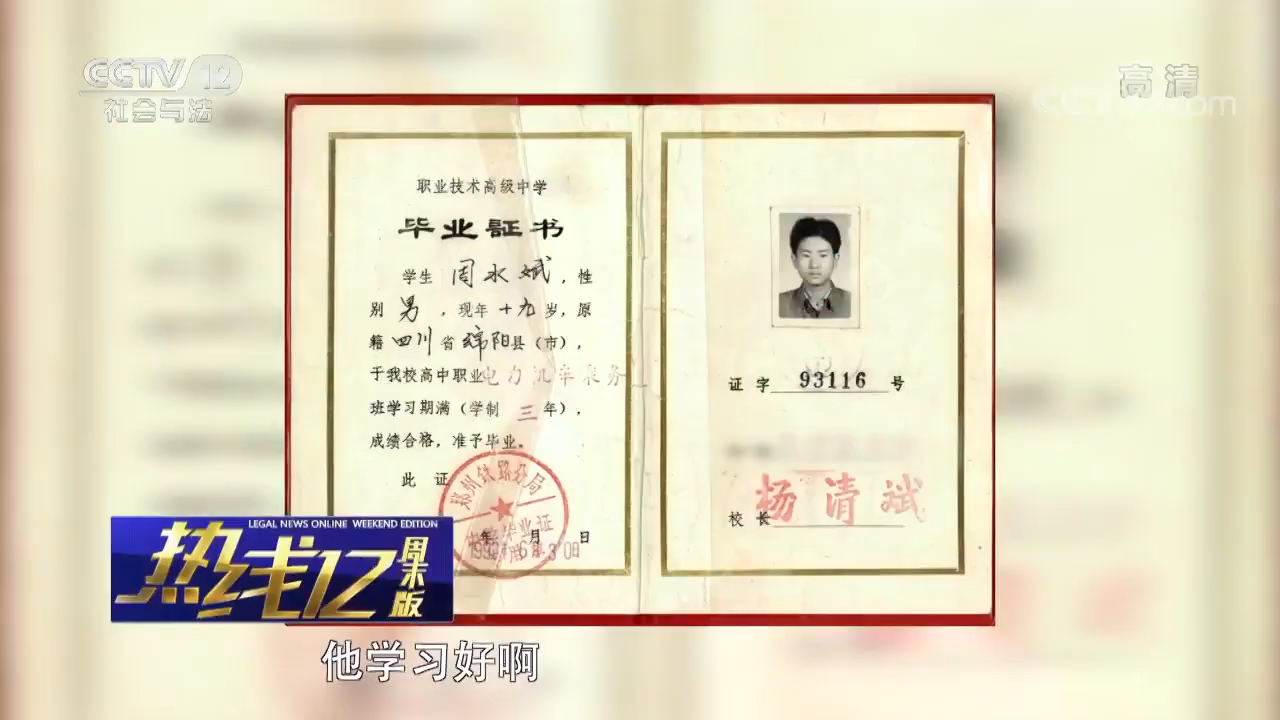 CCTV 12
社会与法
高清
职业技术高级中学
毕业証书
学生 周永斌，性
别 男，现年 十九 岁，原
籍 四川 省 绵阳 县（市），
于我校高中职业电力机车乘务
班学习期满（学制 三 年），
成绩合格，准予毕业。
此 证
郑州铁路分局
毕业证
年 月 日
证 字 93116 号
校 长 杨清斌
LEGAL NEWS ONLINE WEEKEND EDITION
热线12
周末版
他学习好啊